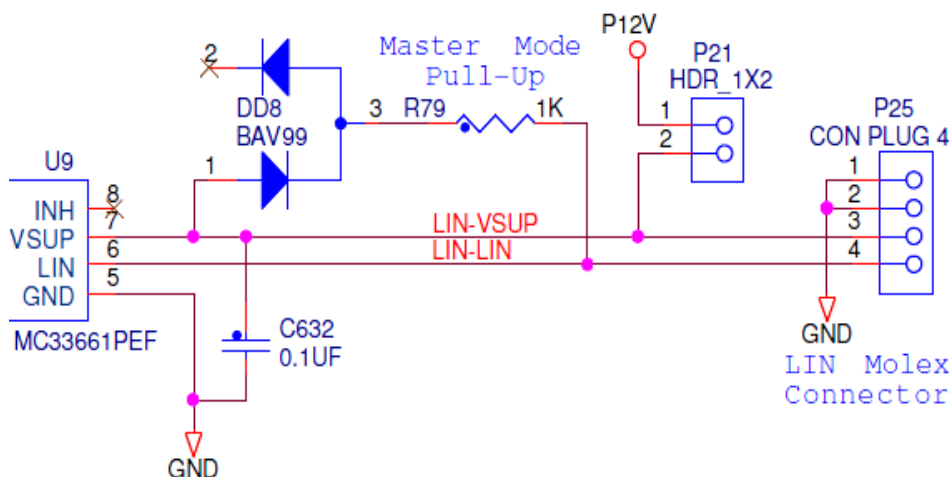 P12V
2
Master Mode
Pull-Up
P21
HDR_1X2
DD8
BAV99
3
R79
1K
1
2
P25
CON PLUG 4
U9
1
1
2
3
4
INH
8
VSUP
7
LIN-VSUP
LIN
6
LIN-LIN
GND
5
MC33661PEF
C632
0.1UF
GND
LIN Molex
Connector
GND